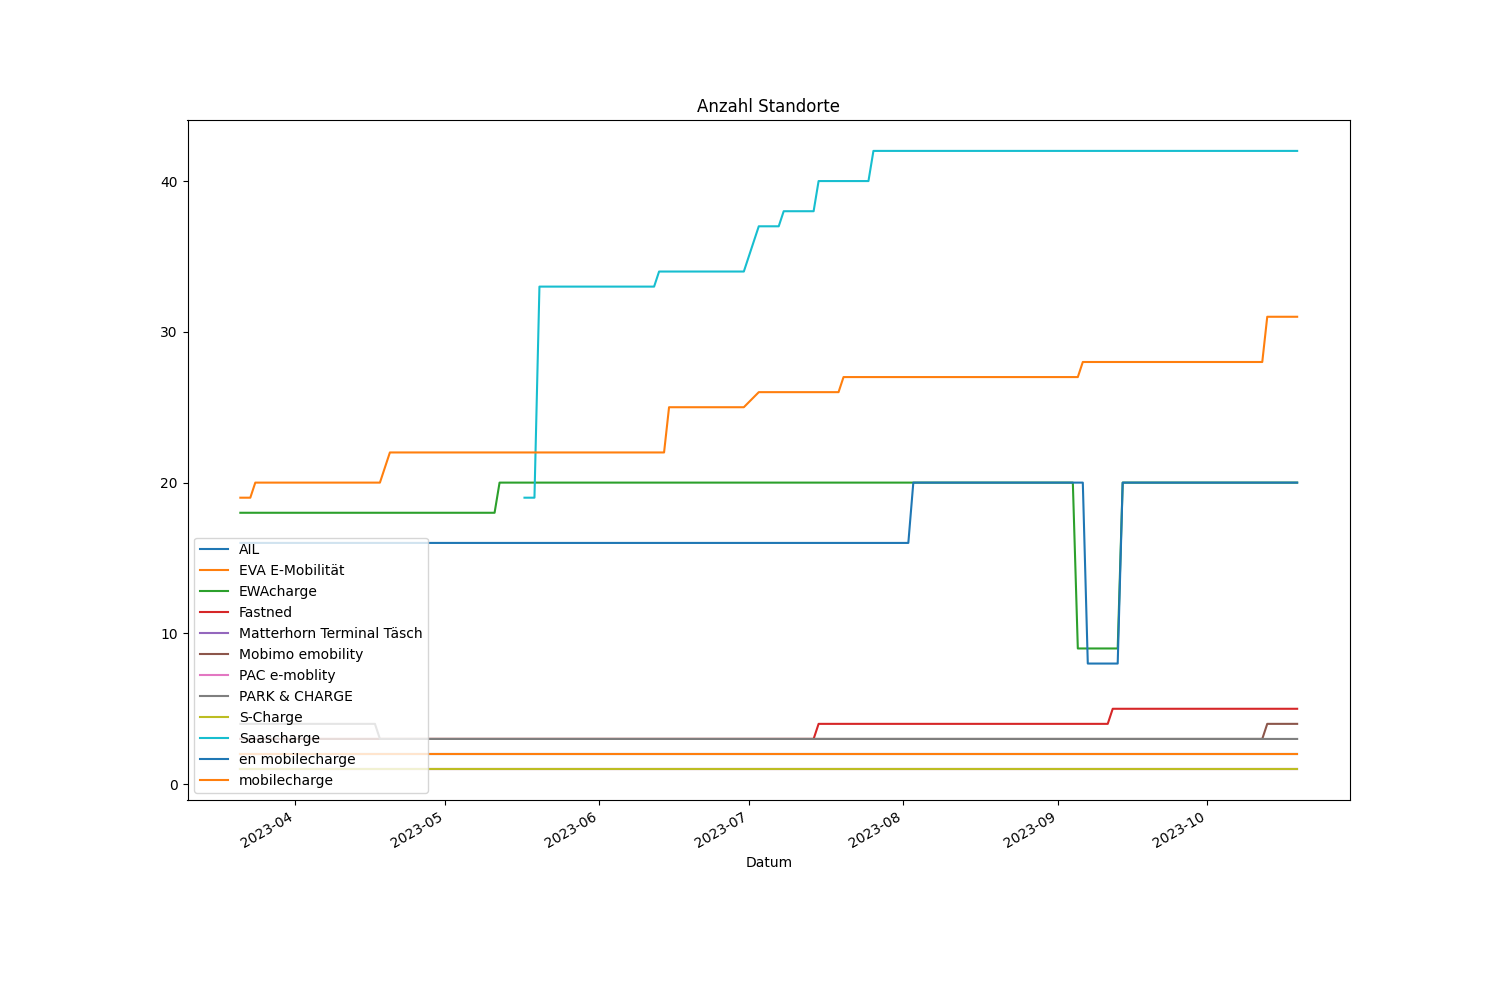 Anzahl Standorte
40
30
20
10
0
AIL
EVA E-Mobilität
EWAcharge
Fastned
Matterhorn Terminal Täsch
Mobimo emobility
PAC e-moblity
PARK & CHARGE
S-Charge
Saascharge
en mobilecharge
mobilecharge
2023-04 2023-05 2023-06 2023-07 2023-08 2023-09 2023-10
Datum